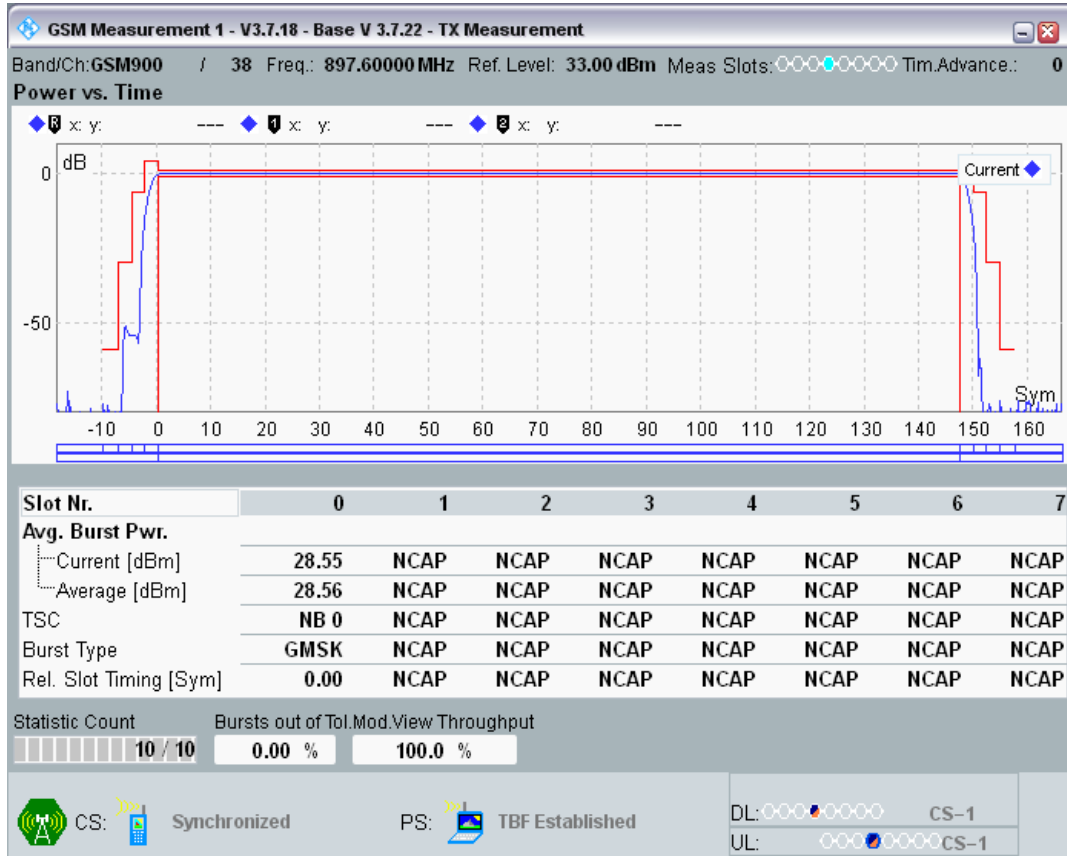 GSM Measurement 1 - V3.7.18 - Base V 3.7.22 - TX Measurement
Band/Ch:GSM900 / 38 Freq.: 897.60000 MHz Ref. Level: 33.00 dBm Meas Slots: Tim.Advance.: 0
Power vs. Time
R x: y: --- 1 x: y: --- 2 x: y: ---
dB
Current
0
-50
Sym
-10 0 10 20 30 40 50 60 70 80 90 100 110 120 130 140 150 160
Slot Nr. 0 1 2 3 4 5 6 7
Avg. Burst Pwr.
Current [dBm] 28.55 NCAP NCAP NCAP NCAP NCAP NCAP NCAP
Average [dBm] 28.56 NCAP NCAP NCAP NCAP NCAP NCAP NCAP
TSC NB 0 NCAP NCAP NCAP NCAP NCAP NCAP NCAP
Burst Type GMSK NCAP NCAP NCAP NCAP NCAP NCAP NCAP
Rel. Slot Timing [Sym] 0.00 NCAP NCAP NCAP NCAP NCAP NCAP NCAP
Statistic Count Bursts out of Tol.Mod.View Throughput
10 / 10 0.00 % 100.0 %
CS: Synchronized PS: TBF Established DL: CS-1
UL: CS-1